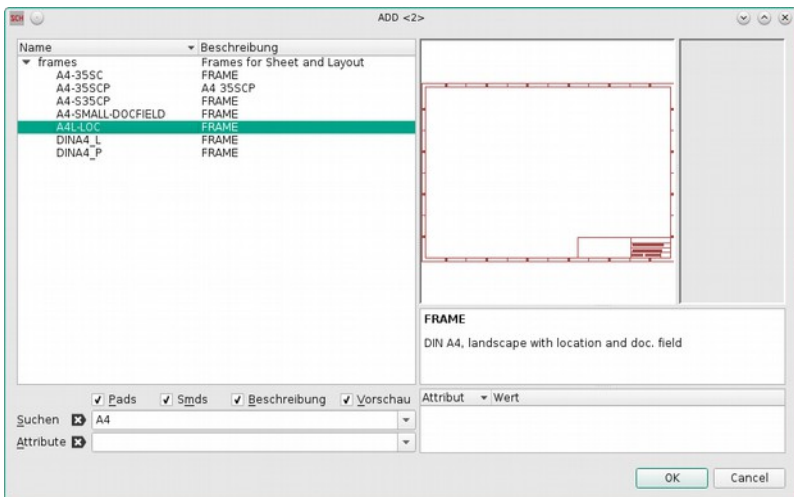 SCH ADD <2>
Name Beschreibung
frames Frames for Sheet and Layout
A4-35SC FRAME
A4-35SCP A4 35SCP
A4-S35CP FRAME
A4-SMALL-DOCFIELD FRAME
A4L-LOC FRAME
DINA4_L FRAME
DINA4_P FRAME
FRAME
DIN A4, landscape with location and doc. field
Pads Smds Beschreibung Vorschau
Attribut Wert
Suchen A4
Attribute
OK Cancel